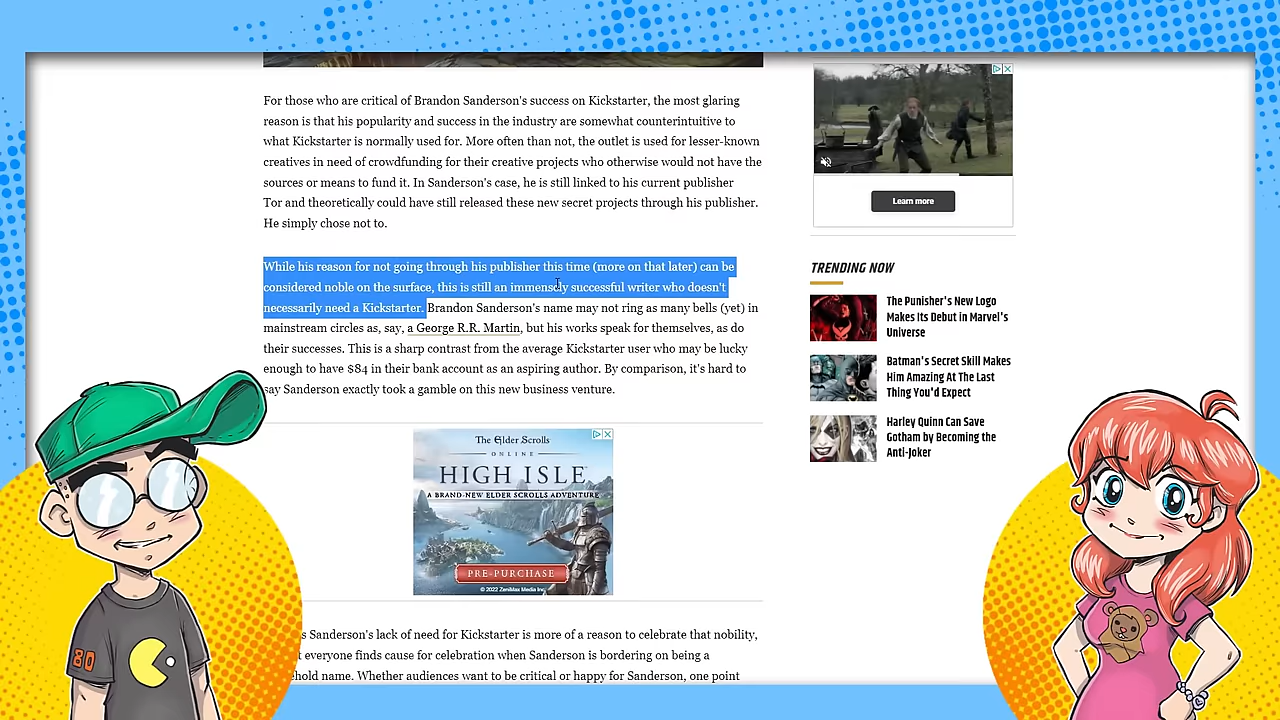 For those who are critical of Brandon Sanderson's success on Kickstarter, the most glaring
reason is that his popularity and success in the industry are somewhat counterintuitive to
what Kickstarter is normally used for. More often than not, the outlet is used for lesser-known
creatives in need of crowdfunding for their creative projects who otherwise would not have the
sources or means to fund it. In Sanderson's case, he is still linked to his current publisher
Tor and theoretically could have still released these new secret projects through his publisher.
He simply chose not to.
While his reason for not going through his publisher this time (more on that later) can be
considered noble on the surface, this is still an immensely successful writer who doesn't
necessarily need a Kickstarter. Brandon Sanderson's name may not ring as many bells (yet) in
mainstream circles as, say, a George R.R. Martin, but his works speak for themselves, as do
their successes. This is a sharp contrast from the average Kickstarter user who may be lucky
enough to have $84 in their bank account as an aspiring author. By comparison, it's hard to
say Sanderson exactly took a gamble on this new business venture.
The Elder Scrolls
ONLINE
HIGH ISLE
A BRAND-NEW ELDER SCROLLS ADVENTURE
PRE-PURCHASE
© 2022 ZeniMax Media Inc.
Sanderson's lack of need for Kickstarter is more of a reason to celebrate that nobility,
everyone finds cause for celebration when Sanderson is bordering on being a
name. Whether audiences want to be critical or happy for Sanderson, one point
Learn more
TRENDING NOW
The Punisher's New Logo
Makes Its Debut in Marvel's
Universe
Batman's Secret Skill Makes
Him Amazing At The Last
Thing You'd Expect
Harley Quinn Can Save
Gotham by Becoming the
Anti-Joker
80